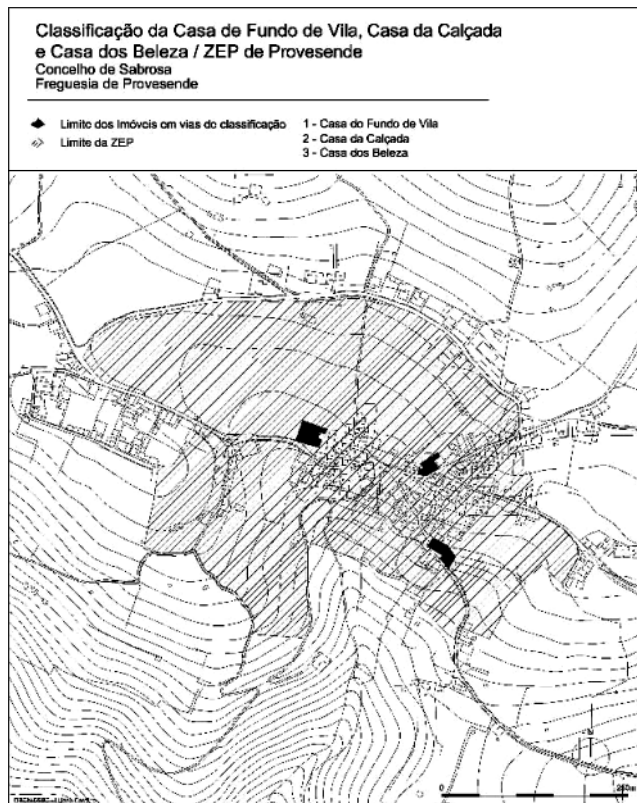 Classificação da Casa de Fundo de Vila, Casa da Calçada
e Casa dos Beleza / ZEP de Provesende
Concelho de Sabrosa
Freguesia de Provesende
Limite dos Imóveis em vias de classificação
Limite da ZEP
1 - Casa do Fundo de Vila
2 - Casa da Calçada
3 - Casa dos Beleza
0 250m